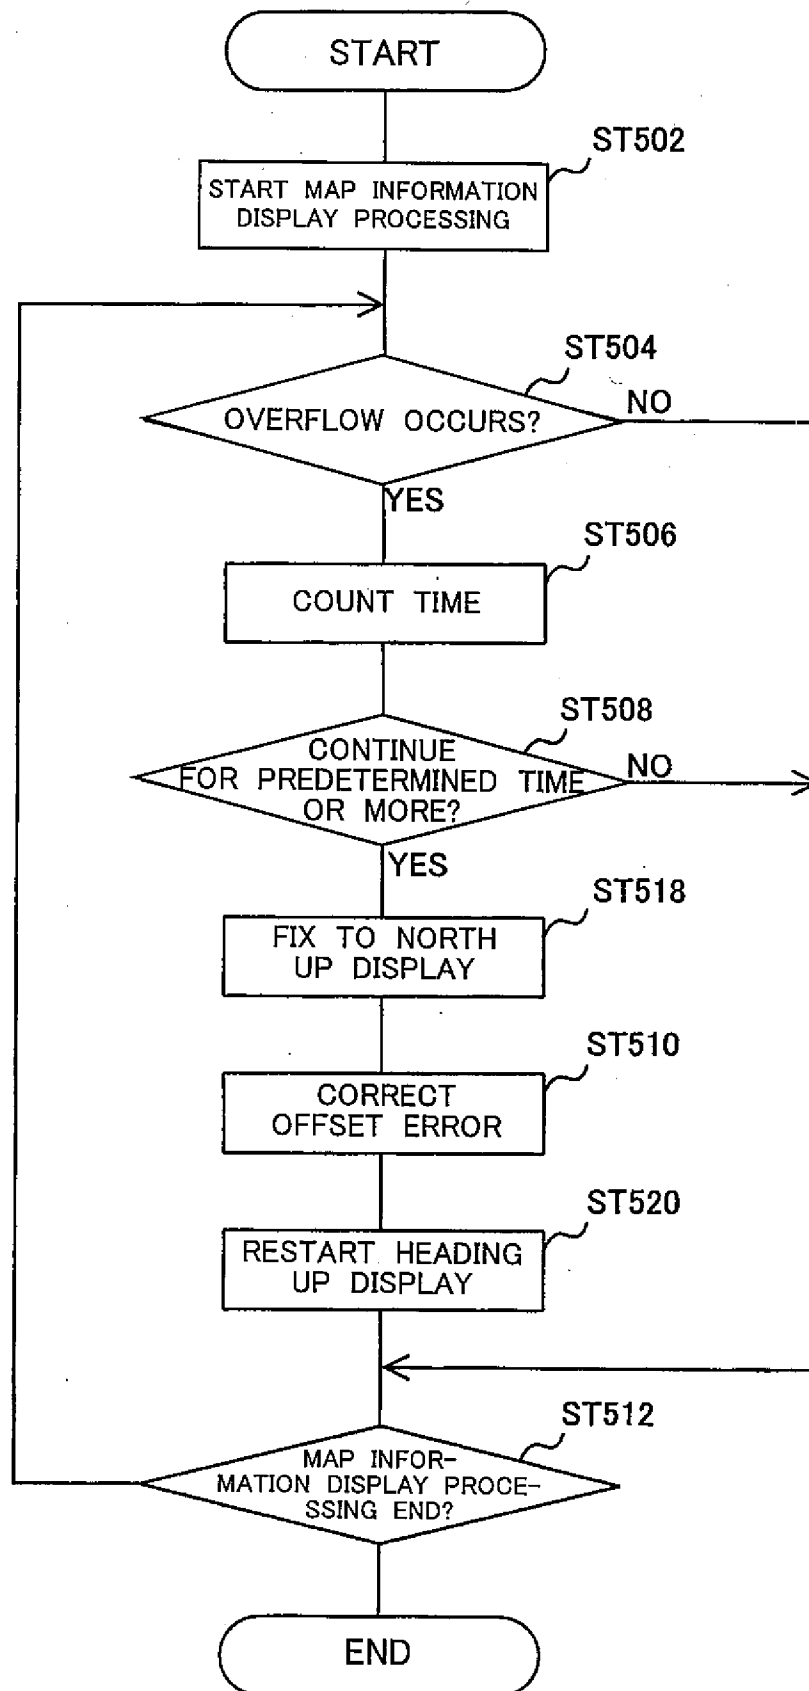 START
ST502
START MAP INFORMATION
DISPLAY PROCESSING
ST504
OVERFLOW OCCURS?
NO
YES
ST506
COUNT TIME
ST508
CONTINUE
FOR PREDETERMINED TIME
OR MORE?
NO
YES
ST518
FIX TO NORTH
UP DISPLAY
ST510
CORRECT
OFFSET ERROR
ST520
RESTART HEADING
UP DISPLAY
ST512
MAP INFOR-
MATION DISPLAY PROCE-
SSING END?
END